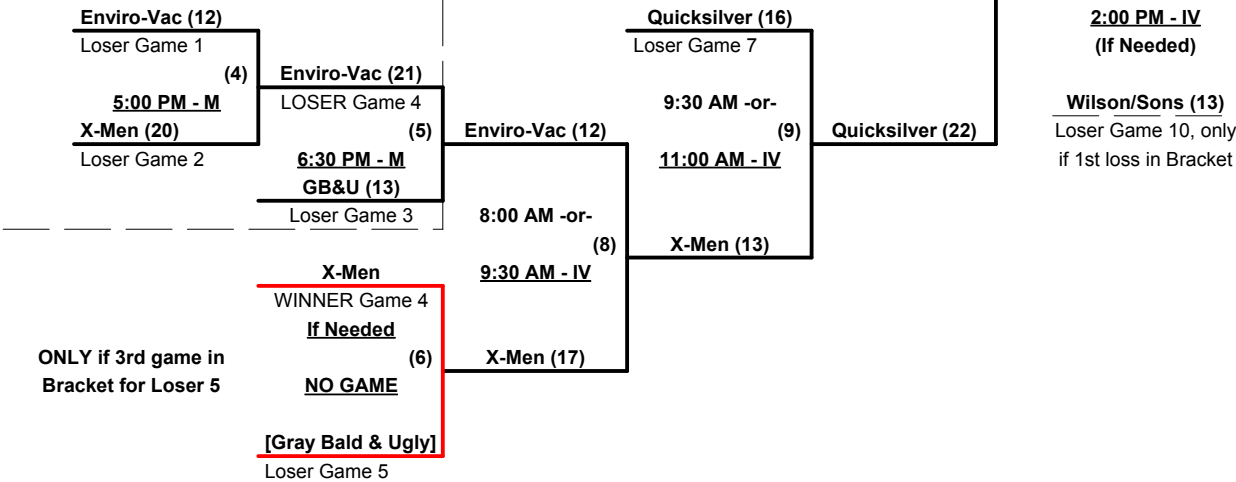 Enviro-Vac (12)
Loser Game 1
(4)
5:00 PM - M
X-Men (20)
Loser Game 2
Enviro-Vac (21)
LOSER Game 4
(5)
6:30 PM - M
GB&U (13)
Loser Game 3
X-Men
WINNER Game 4
If Needed
(6)
NO GAME
[Gray Bald & Ugly]
Loser Game 5
ONLY if 3rd game in
Bracket for Loser 5
Enviro-Vac (12)
8:00 AM -or-
(8)
9:30 AM - IV
X-Men (17)
Quicksilver (16)
Loser Game 7
9:30 AM -or-
(9)
11:00 AM - IV
X-Men (13)
Quicksilver (22)
2:00 PM - IV
(If Needed)
Wilson/Sons (13)
Loser Game 10, only
if 1st loss in Bracket